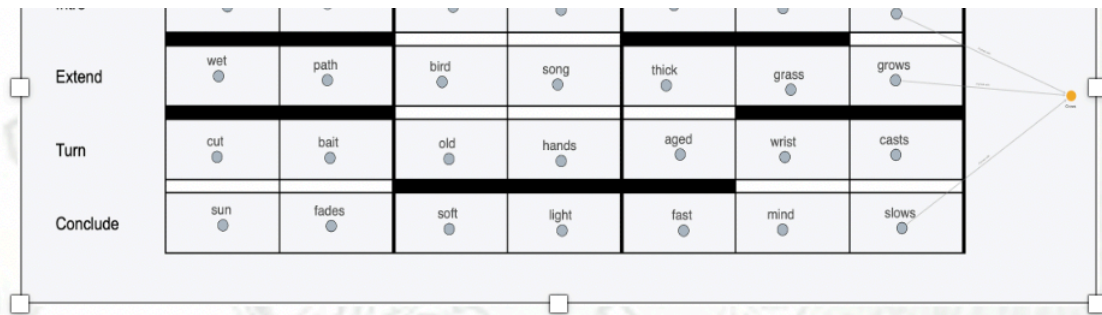 Extend wet path bird song thick grass grows
Turn cut bait old hands aged wrist casts
Conclude sun fades soft light fast mind slows